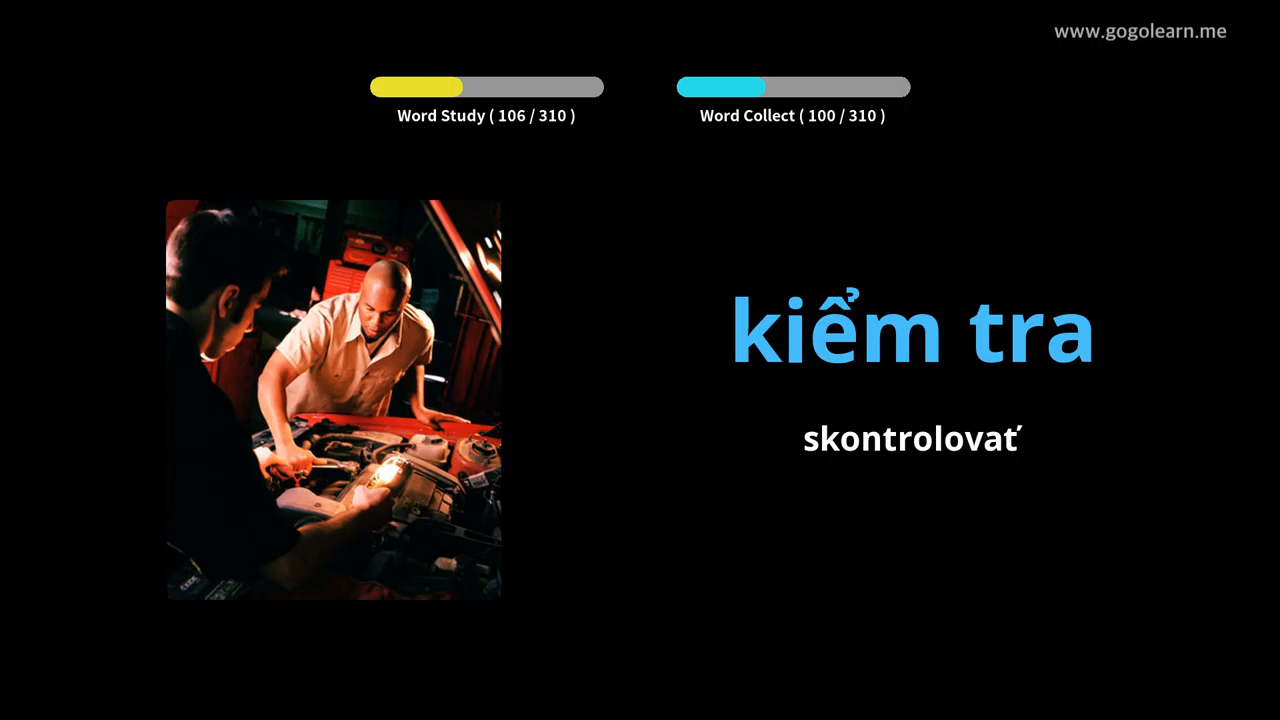 www.gogolearn.me
Word Study ( 106 / 310 )
Word Collect ( 100 / 310 )
kiểm tra
skontrolovať